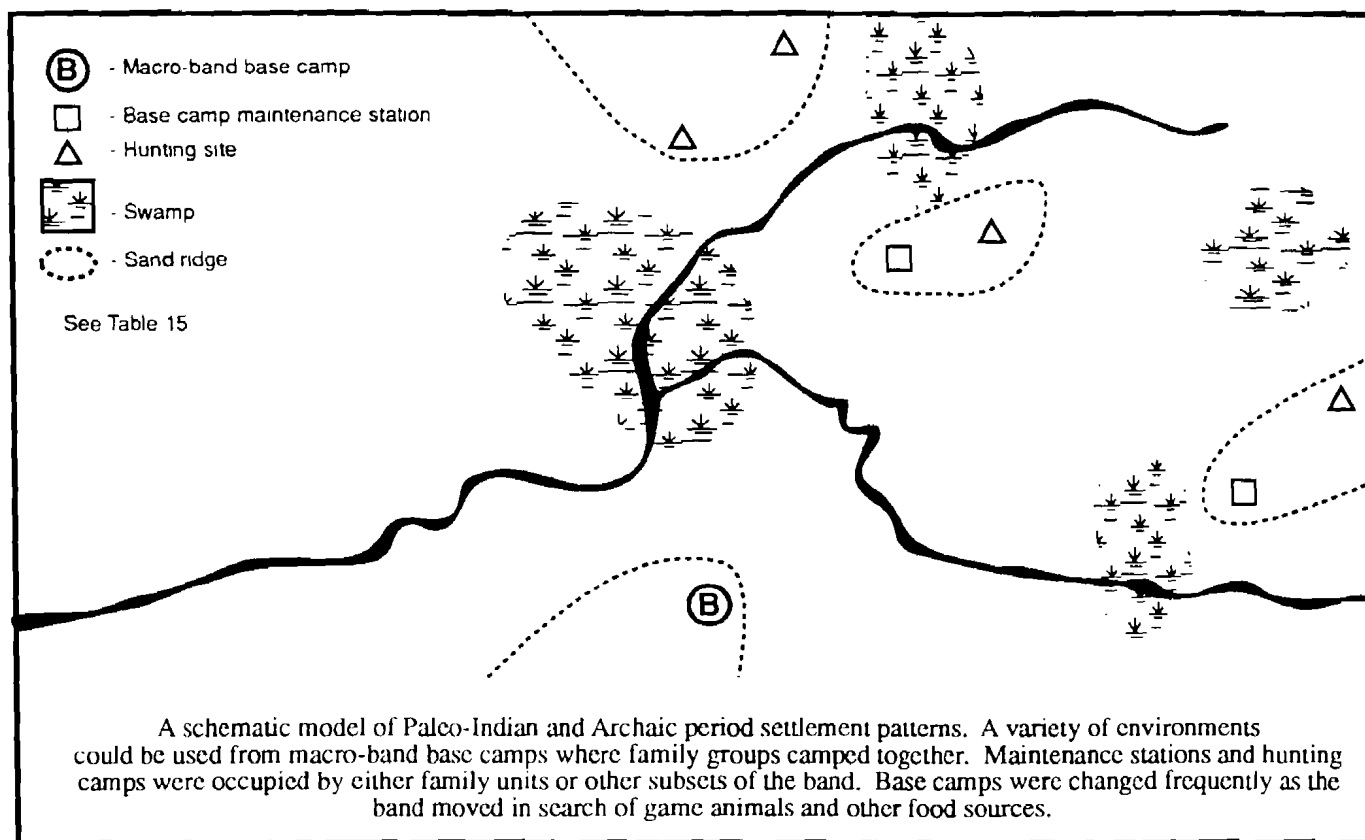 B - Macro-band base camp
- Base camp maintenance station
- Hunting site
- Swamp
- Sand ridge
See Table 15
B
A schematic model of Paleo-Indian and Archaic period settlement patterns. A variety of environments
could be used from macro-band base camps where family groups camped together. Maintenance stations and hunting
camps were occupied by either family units or other subsets of the band. Base camps were changed frequently as the
band moved in search of game animals and other food sources.